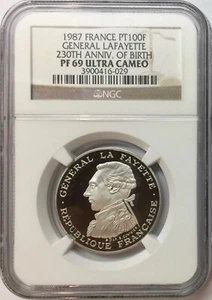 1987 FRANCE PT100F
GENERAL LAFAYETTE
230TH ANNIV. OF BIRTH
PF 69 ULTRA CAMEO
3900416-029
NGC
GENERAL LA FAYETTE
REPUBLIQUE FRANCAISE